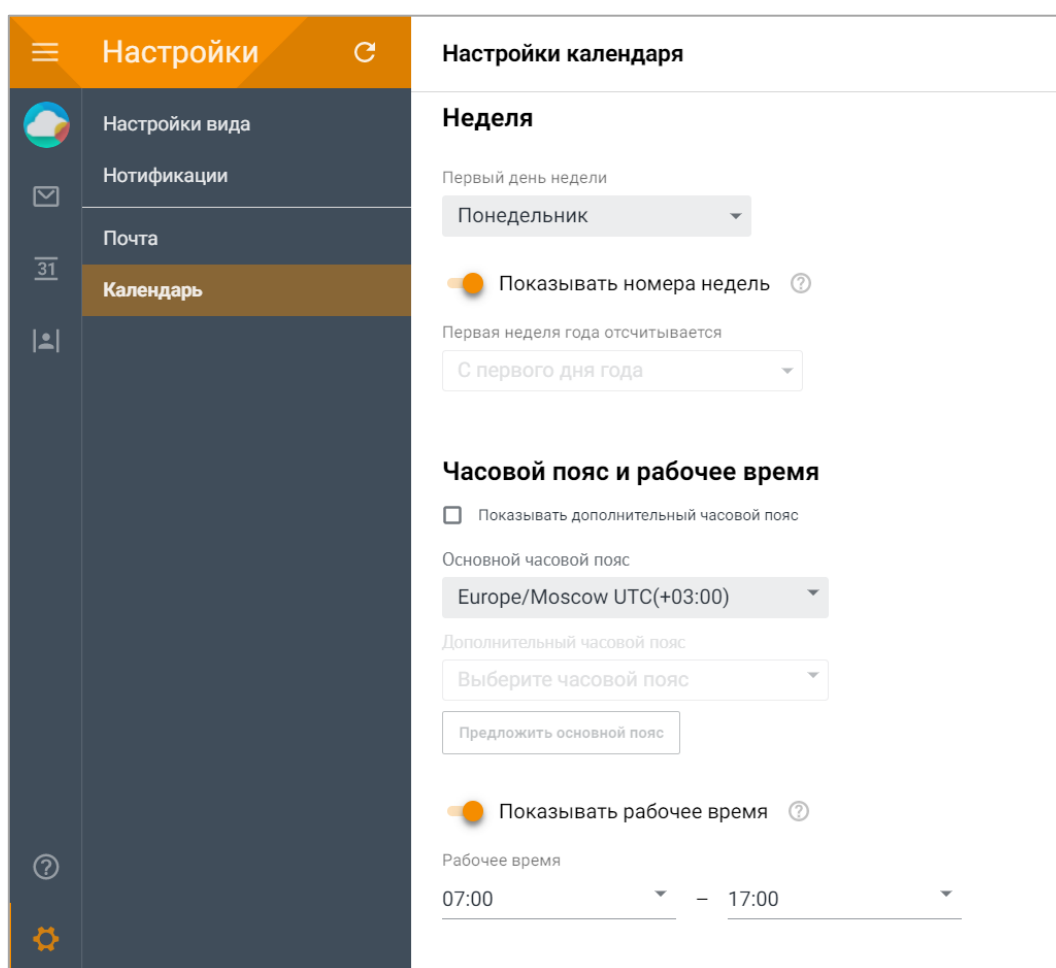 Настройки
Настройки вида
Нотификации
Почта
31
Календарь
Настройки календаря
Неделя
Первый день недели
Понедельник
Показывать номера недель ?
Первая неделя года отсчитывается
С первого дня года
Часовой пояс и рабочее время
Показывать дополнительный часовой пояс
Основной часовой пояс
Europe/Moscow UTC(+03:00)
Дополнительный часовой пояс
Выберите часовой пояс
Предложить основной пояс
Показывать рабочее время ?
Рабочее время
07:00 – 17:00
?